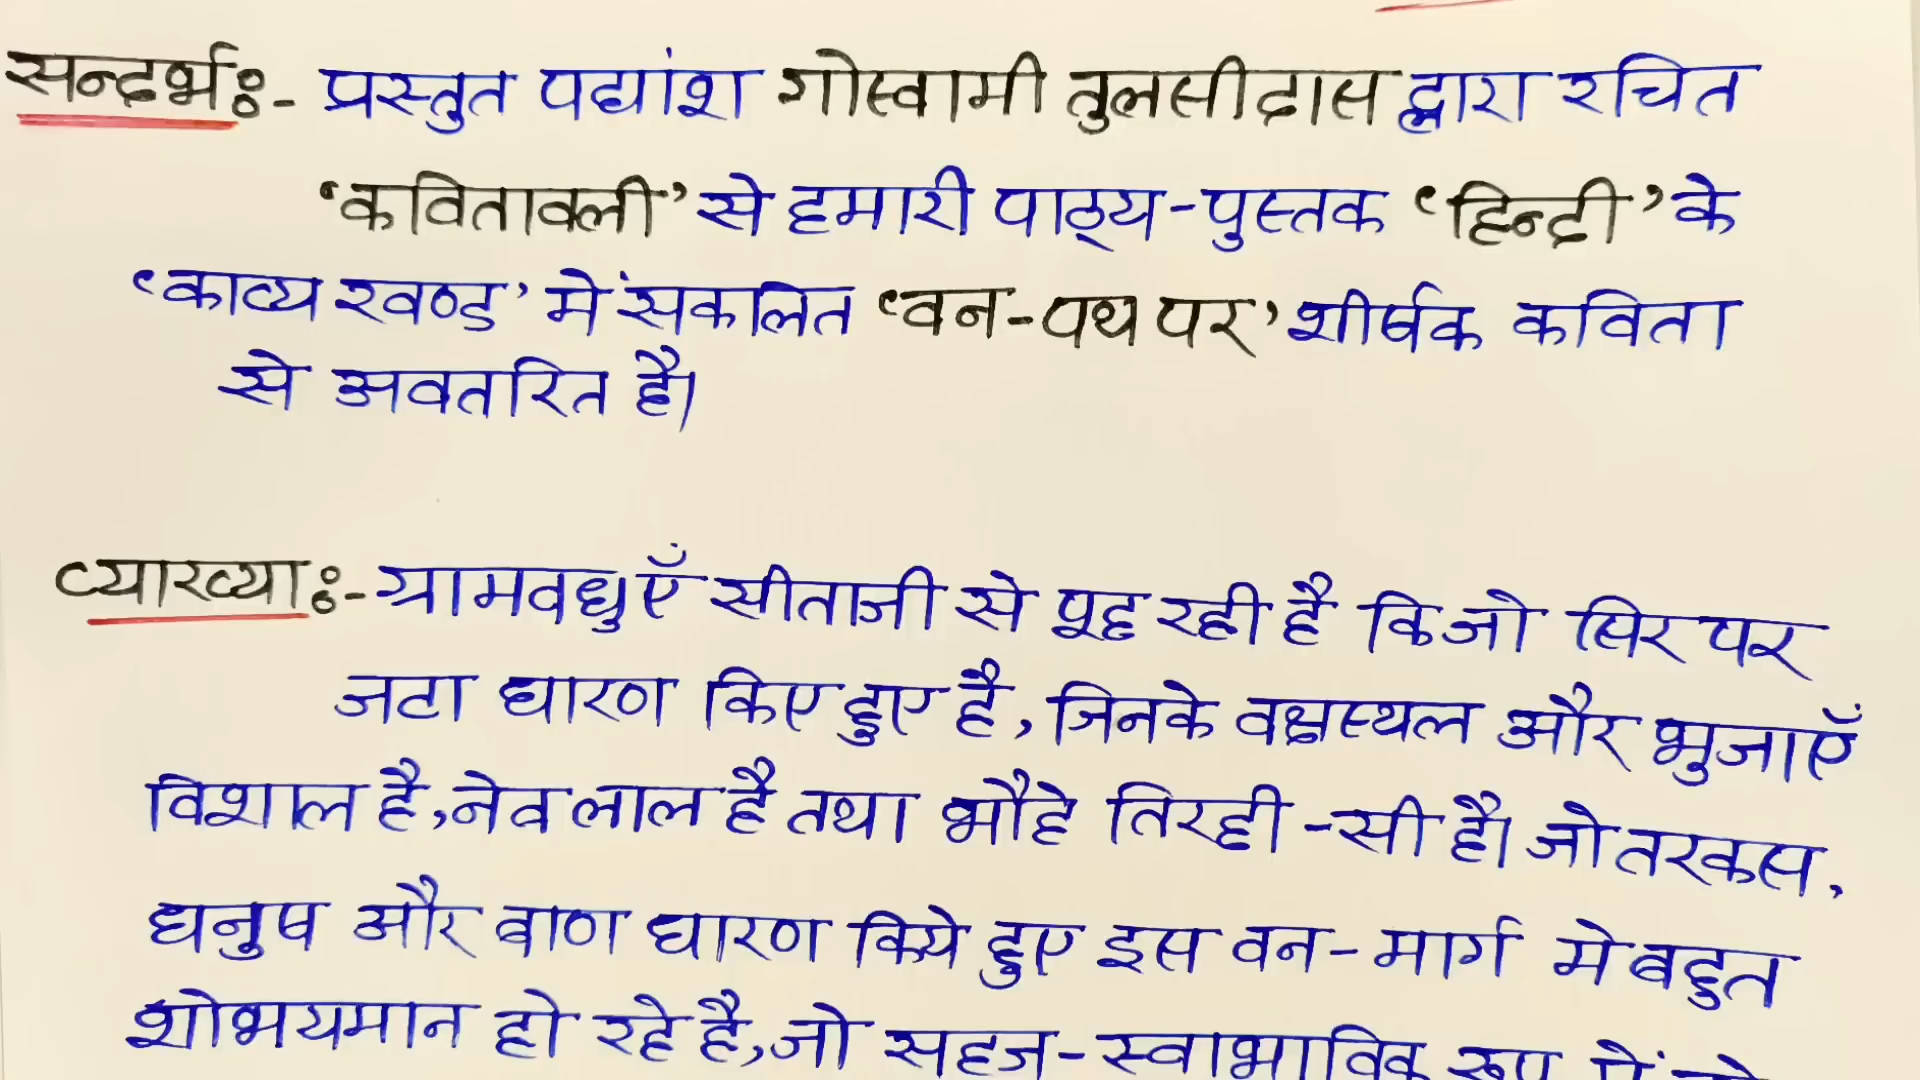 सन्दर्भः- प्रस्तुत पद्यांश गोस्वामी तुलसीदास द्वारा रचित
‘कवितावली’ से हमारी पाठ्य-पुस्तक ‘हिन्दी’ के
‘काव्य खण्ड’ में संकलित ‘वन-पथ पर’ शीर्षक कविता
से अवतरित है।
व्याख्याः- ग्रामवधुएँ सीताजी से पूछ रही है कि जो सिर पर
जटा धारण किए हुए है, जिनके वक्षस्थल और भुजाएँ
विशाल है, नेत्र लाल है तथा भौहे तिरछी-सी है। जो तरकस,
धनुष और बाण धारण किये हुए इस वन-मार्ग मे बहुत
शोभयमान हो रहे है, जो सहज-स्वाभाविक रूप में